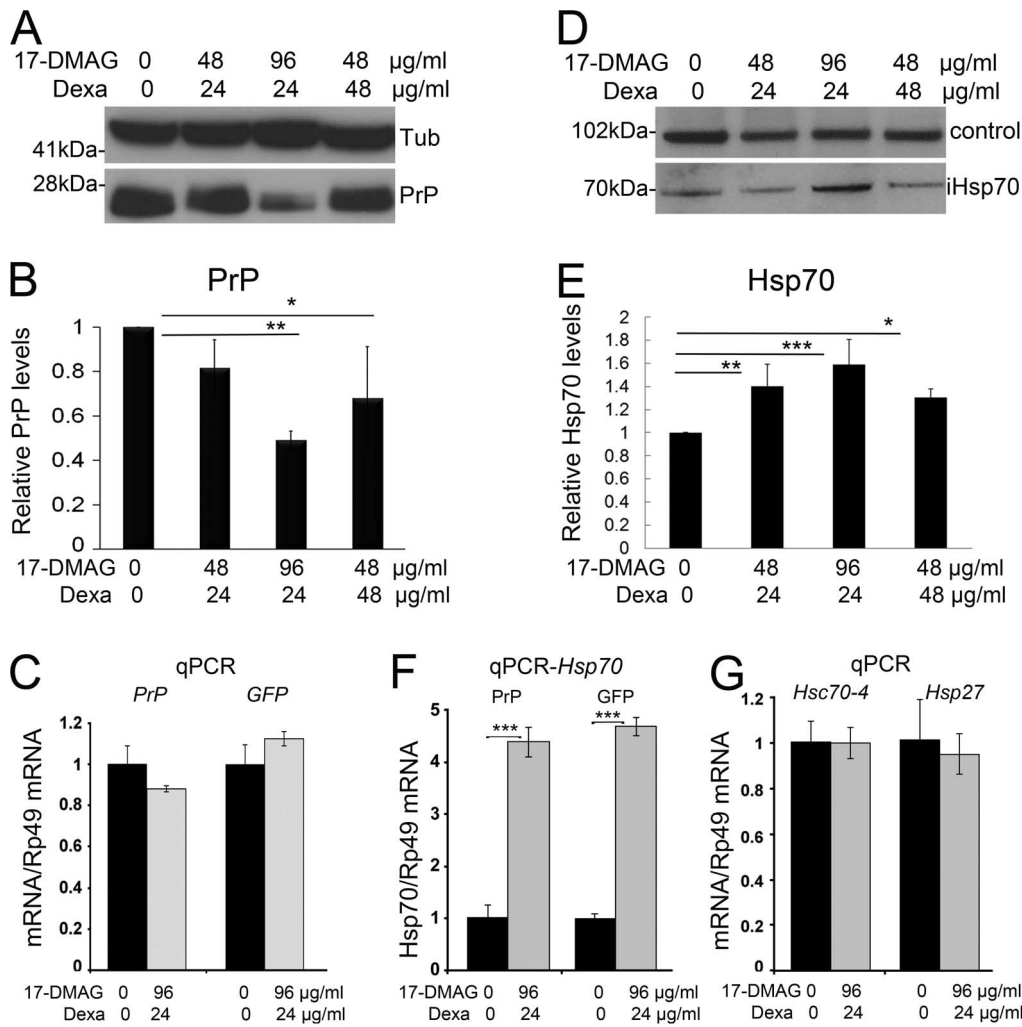 A
17-DMAG 0 48 96 48 µg/ml
Dexa 0 24 24 48 µg/ml
41kDa- Tub
28kDa- PrP
B
PrP
*
**
Relative PrP levels
1
0.8
0.6
0.4
0.2
0
17-DMAG 0 48 96 48 µg/ml
Dexa 0 24 24 48 µg/ml
C
qPCR
PrP GFP
mRNA/Rp49 mRNA
1.2
1
0.8
0.6
0.4
0.2
0
17-DMAG 0 96 0 96 µg/ml
Dexa 0 24 0 24 µg/ml
D
17-DMAG 0 48 96 48 µg/ml
Dexa 0 24 24 48 µg/ml
102kDa- control
70kDa- iHsp70
E
Hsp70
*
***
**
Relative Hsp70 levels
2
1.8
1.6
1.4
1.2
1
0.8
0.6
0.4
0.2
0
17-DMAG 0 48 96 48 µg/ml
Dexa 0 24 24 48 µg/ml
F
qPCR-Hsp70
PrP GFP
*** ***
Hsp70/Rp49 mRNA
5
4
3
2
1
0
17-DMAG 0 96 0 96 µg/ml
Dexa 0 24 0 24 µg/ml
G
qPCR
Hsc70-4 Hsp27
mRNA/Rp49 mRNA
1.2
1
0.8
0.6
0.4
0.2
0
17-DMAG 0 96 0 96 µg/ml
Dexa 0 24 0 24 µg/ml